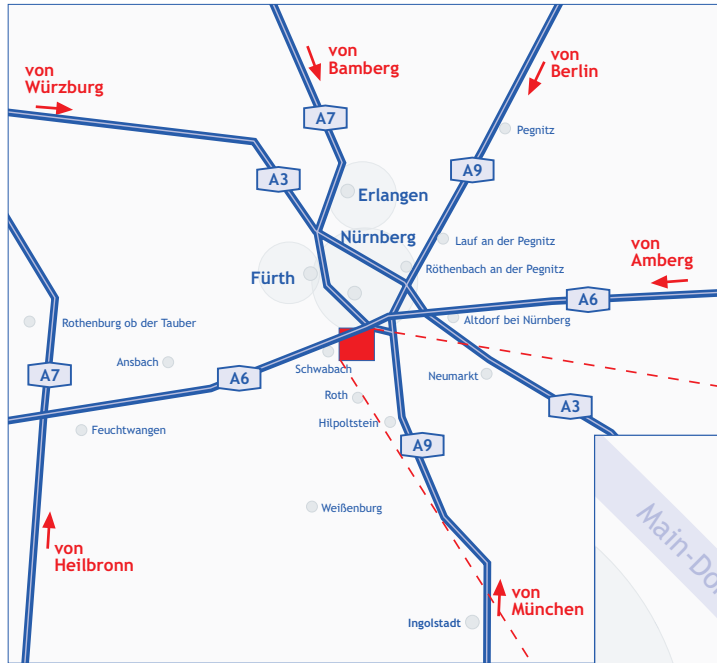 von
Bamberg
von
Berlin
von
Würzburg
A7
Pegnitz
A9
A3
Erlangen
Nürnberg
Lauf an der Pegnitz
von
Amberg
Röthenbach an der Pegnitz
Fürth
A6
Rothenburg ob der Tauber
Altdorf bei Nürnberg
Ansbach
Schwabach
A7
A6
Neumarkt
Roth
A3
Hilpoltstein
Feuchtwangen
A9
Weißenburg
Main-Do
von
Heilbronn
von
München
Ingolstadt